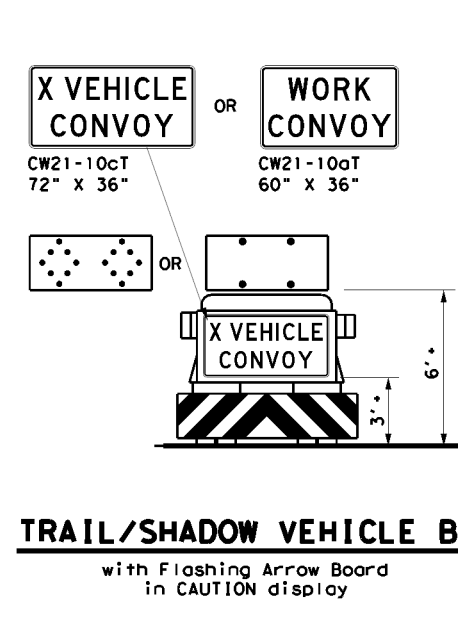 X VEHICLE
CONVOY
OR
WORK
CONVOY
CW21-10cT
72" X 36"
CW21-10aT
60" X 36"
OR
X VEHICLE
CONVOY
6' +
3' +
TRAIL/SHADOW VEHICLE B
with Flashing Arrow Board
in CAUTION display